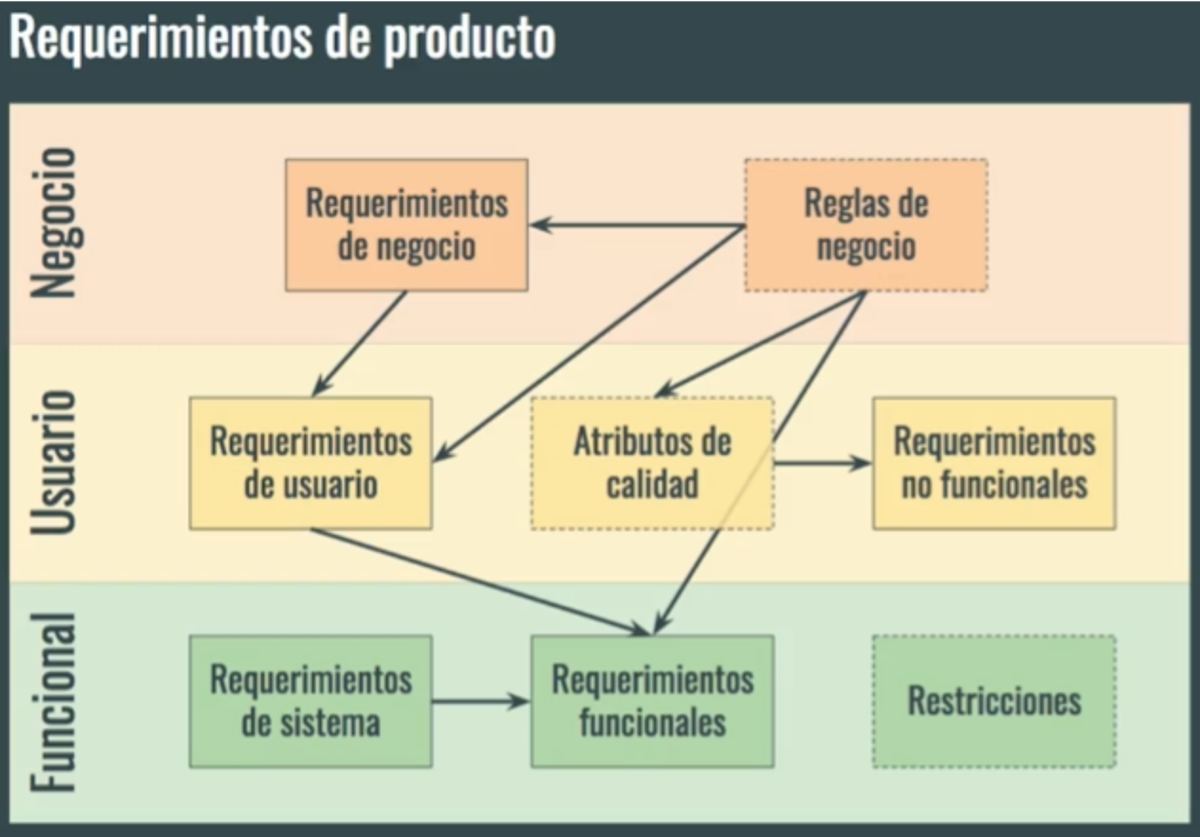 Requerimientos de producto
Negocio
Requerimientos
de negocio
Reglas de
negocio
Usuario
Requerimientos
de usuario
Atributos de
calidad
Requerimientos
no funcionales
Funcional
Requerimientos
de sistema
Requerimientos
funcionales
Restricciones